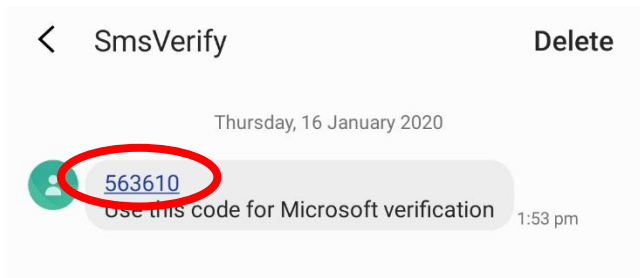 SmsVerify Delete
Thursday, 16 January 2020
563610
Use this code for Microsoft verification
1:53 pm